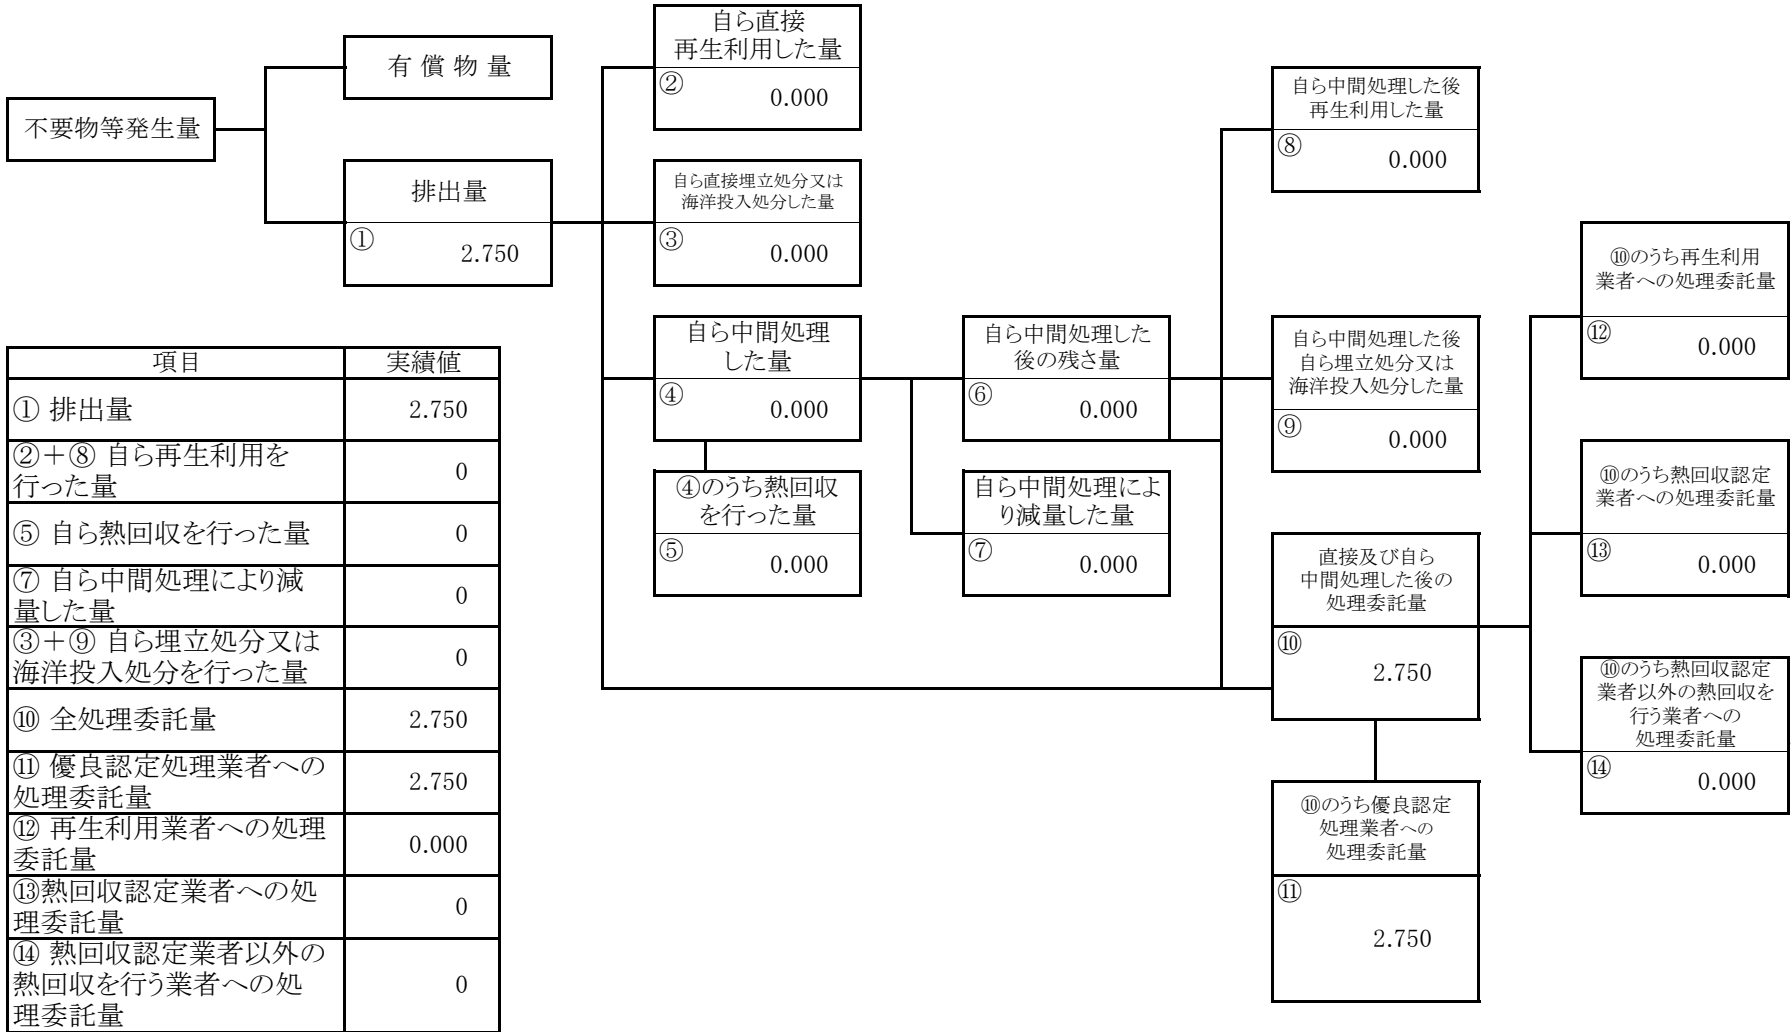 不要物等発生量
有 償 物 量
排出量
①
2.750
自ら直接
再生利用した量
②
0.000
自ら直接埋立処分又は
海洋投入処分した量
③
0.000
自ら中間処理
した量
④
0.000
④のうち熱回収
を行った量
⑤
0.000
自ら中間処理した
後の残さ量
⑥
0.000
自ら中間処理によ
り減量した量
⑦
0.000
自ら中間処理した後
再生利用した量
⑧
0.000
自ら中間処理した後
自ら埋立処分又は
海洋投入処分した量
⑨
0.000
直接及び自ら
中間処理した後の
処理委託量
⑩
2.750
⑩のうち優良認定
処理業者への
処理委託量
⑪
2.750
⑩のうち再生利用
業者への処理委託量
⑫
0.000
⑩のうち熱回収認定
業者への処理委託量
⑬
0.000
⑩のうち熱回収認定
業者以外の熱回収を
行う業者への
処理委託量
⑭
0.000
項目 実績値
① 排出量 2.750
②+⑧ 自ら再生利用を
行った量 0
⑤ 自ら熱回収を行った量 0
⑦ 自ら中間処理により減
量した量 0
③+⑨ 自ら埋立処分又は
海洋投入処分を行った量 0
⑩ 全処理委託量 2.750
⑪ 優良認定処理業者への
処理委託量 2.750
⑫ 再生利用業者への処理
委託量 0.000
⑬熱回収認定業者への処
理委託量 0
⑭ 熱回収認定業者以外の
熱回収を行う業者への処
理委託量 0